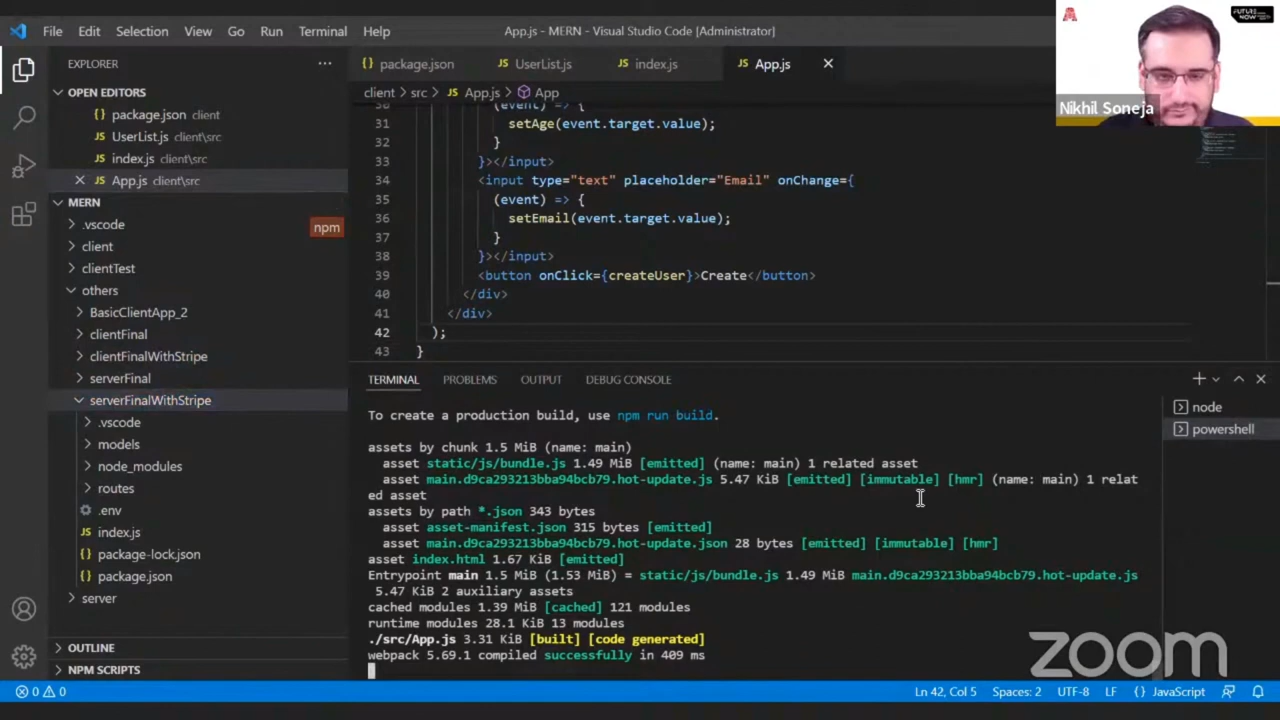 File Edit Selection View Go Run Terminal Help
App.js - MERN - Visual Studio Code [Administrator]
FUTURE
NOW
Nikhil Soneja
EXPLORER
OPEN EDITORS
package.json client
UserList.js client\src
index.js client\src
App.js client\src
MERN
.vscode
npm
client
clientTest
others
BasicClientApp_2
clientFinal
clientFinalWithStripe
serverFinal
serverFinalWithStripe
.vscode
models
node_modules
routes
.env
index.js
package-lock.json
package.json
server
OUTLINE
NPM SCRIPTS
package.json UserList.js index.js App.js
client > src > App.js > App
30 (event) => {
31 setAge(event.target.value);
32 }
33 }></input>
34 <input type="text" placeholder="Email" onChange={
35 (event) => {
36 setEmail(event.target.value);
37 }
38 }></input>
39 <button onClick={createUser}>Create</button>
40 </div>
41 </div>
42 );
43 }
TERMINAL PROBLEMS OUTPUT DEBUG CONSOLE
node
powershell
To create a production build, use npm run build.
assets by chunk 1.5 MiB (name: main)
asset static/js/bundle.js 1.49 MiB [emitted] (name: main) 1 related asset
asset main.d9ca293213bba94bcb79.hot-update.js 5.47 KiB [emitted] [immutable] [hmr] (name: main) 1 relat
ed asset
assets by path *.json 343 bytes
asset asset-manifest.json 315 bytes [emitted]
asset main.d9ca293213bba94bcb79.hot-update.json 28 bytes [emitted] [immutable] [hmr]
asset index.html 1.67 KiB [emitted]
Entrypoint main 1.5 MiB (1.53 MiB) = static/js/bundle.js 1.49 MiB main.d9ca293213bba94bcb79.hot-update.js
5.47 KiB 2 auxiliary assets
cached modules 1.39 MiB [cached] 121 modules
runtime modules 28.1 KiB 13 modules
./src/App.js 3.31 KiB [built] [code generated]
webpack 5.69.1 compiled successfully in 409 ms
zoom
0 0
Ln 42, Col 5 Spaces: 2 UTF-8 LF {} JavaScript